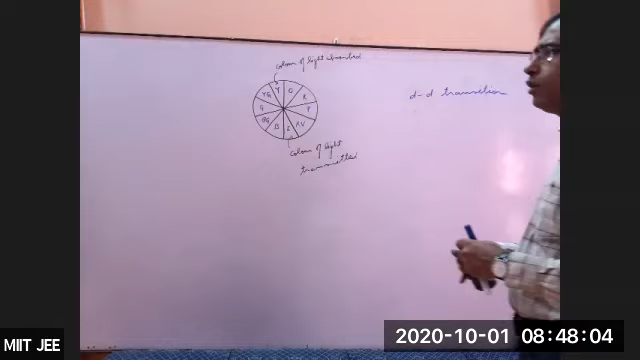 colour of light absorbed
Y O
YG R
G P
BG RV
B I
colour of light
transmitted
d-d transition
MIIT JEE
2020-10-01 08:48:04